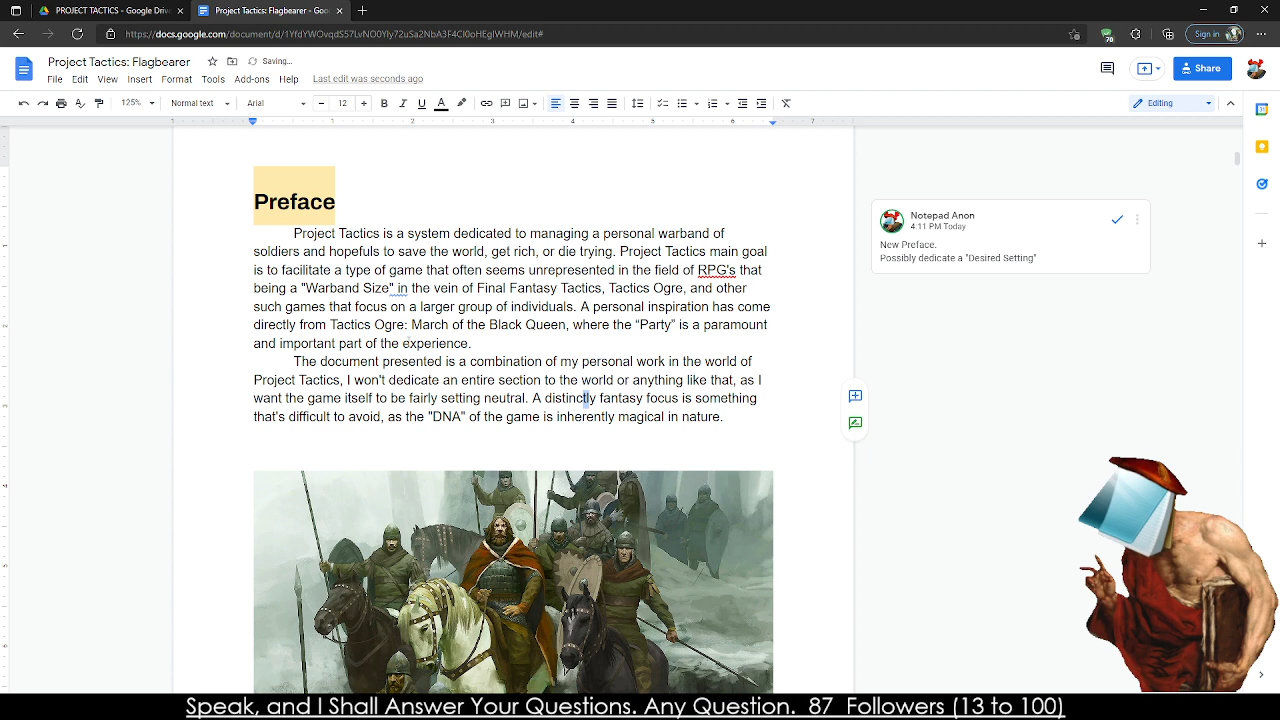 PROJECT TACTICS - Google Driv
Project Tactics: Flagbearer - Goo
https://docs.google.com/document/d/1YfdYWOvqdS57LvNO0Yly72uSa2NbA3F4Cl0oHEgIWHM/edit#
78
Sign in
Project Tactics: Flagbearer
Saving…
File Edit View Insert Format Tools Add-ons Help Last edit was seconds ago
Share
125% Normal text Arial 12 B I U A Editing
1 1 2 3 4 5 6 7
Preface
Project Tactics is a system dedicated to managing a personal warband of
soldiers and hopefuls to save the world, get rich, or die trying. Project Tactics main goal
is to facilitate a type of game that often seems unrepresented in the field of RPG's that
being a "Warband Size" in the vein of Final Fantasy Tactics, Tactics Ogre, and other
such games that focus on a larger group of individuals. A personal inspiration has come
directly from Tactics Ogre: March of the Black Queen, where the “Party” is a paramount
and important part of the experience.
The document presented is a combination of my personal work in the world of
Project Tactics, I won't dedicate an entire section to the world or anything like that, as I
want the game itself to be fairly setting neutral. A distinctly fantasy focus is something
that's difficult to avoid, as the "DNA" of the game is inherently magical in nature.
Notepad Anon
4:11 PM Today
New Preface.
Possibly dedicate a "Desired Setting"
Speak, and I Shall Answer Your Questions. Any Question. 87 Followers (13 to 100)